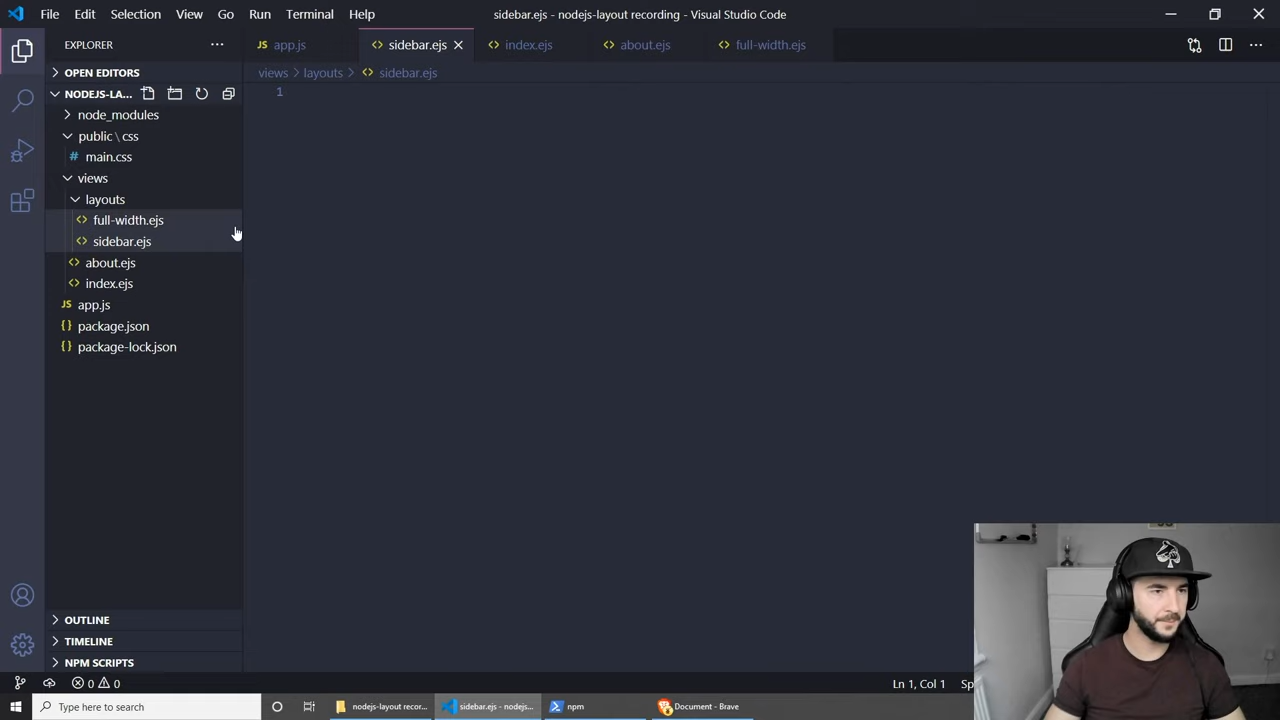 File Edit Selection View Go Run Terminal Help
sidebar.ejs - nodejs-layout recording - Visual Studio Code
EXPLORER
JS app.js
<> sidebar.ejs
<> index.ejs
<> about.ejs
<> full-width.ejs
OPEN EDITORS
views > layouts > <> sidebar.ejs
NODEJS-LA...
1
node_modules
public \ css
# main.css
views
layouts
<> full-width.ejs
<> sidebar.ejs
<> about.ejs
<> index.ejs
JS app.js
{ } package.json
{ } package-lock.json
OUTLINE
TIMELINE
NPM SCRIPTS
0 0
Ln 1, Col 1
Sp
Type here to search
nodejs-layout recor...
sidebar.ejs - nodejs...
npm
Document - Brave